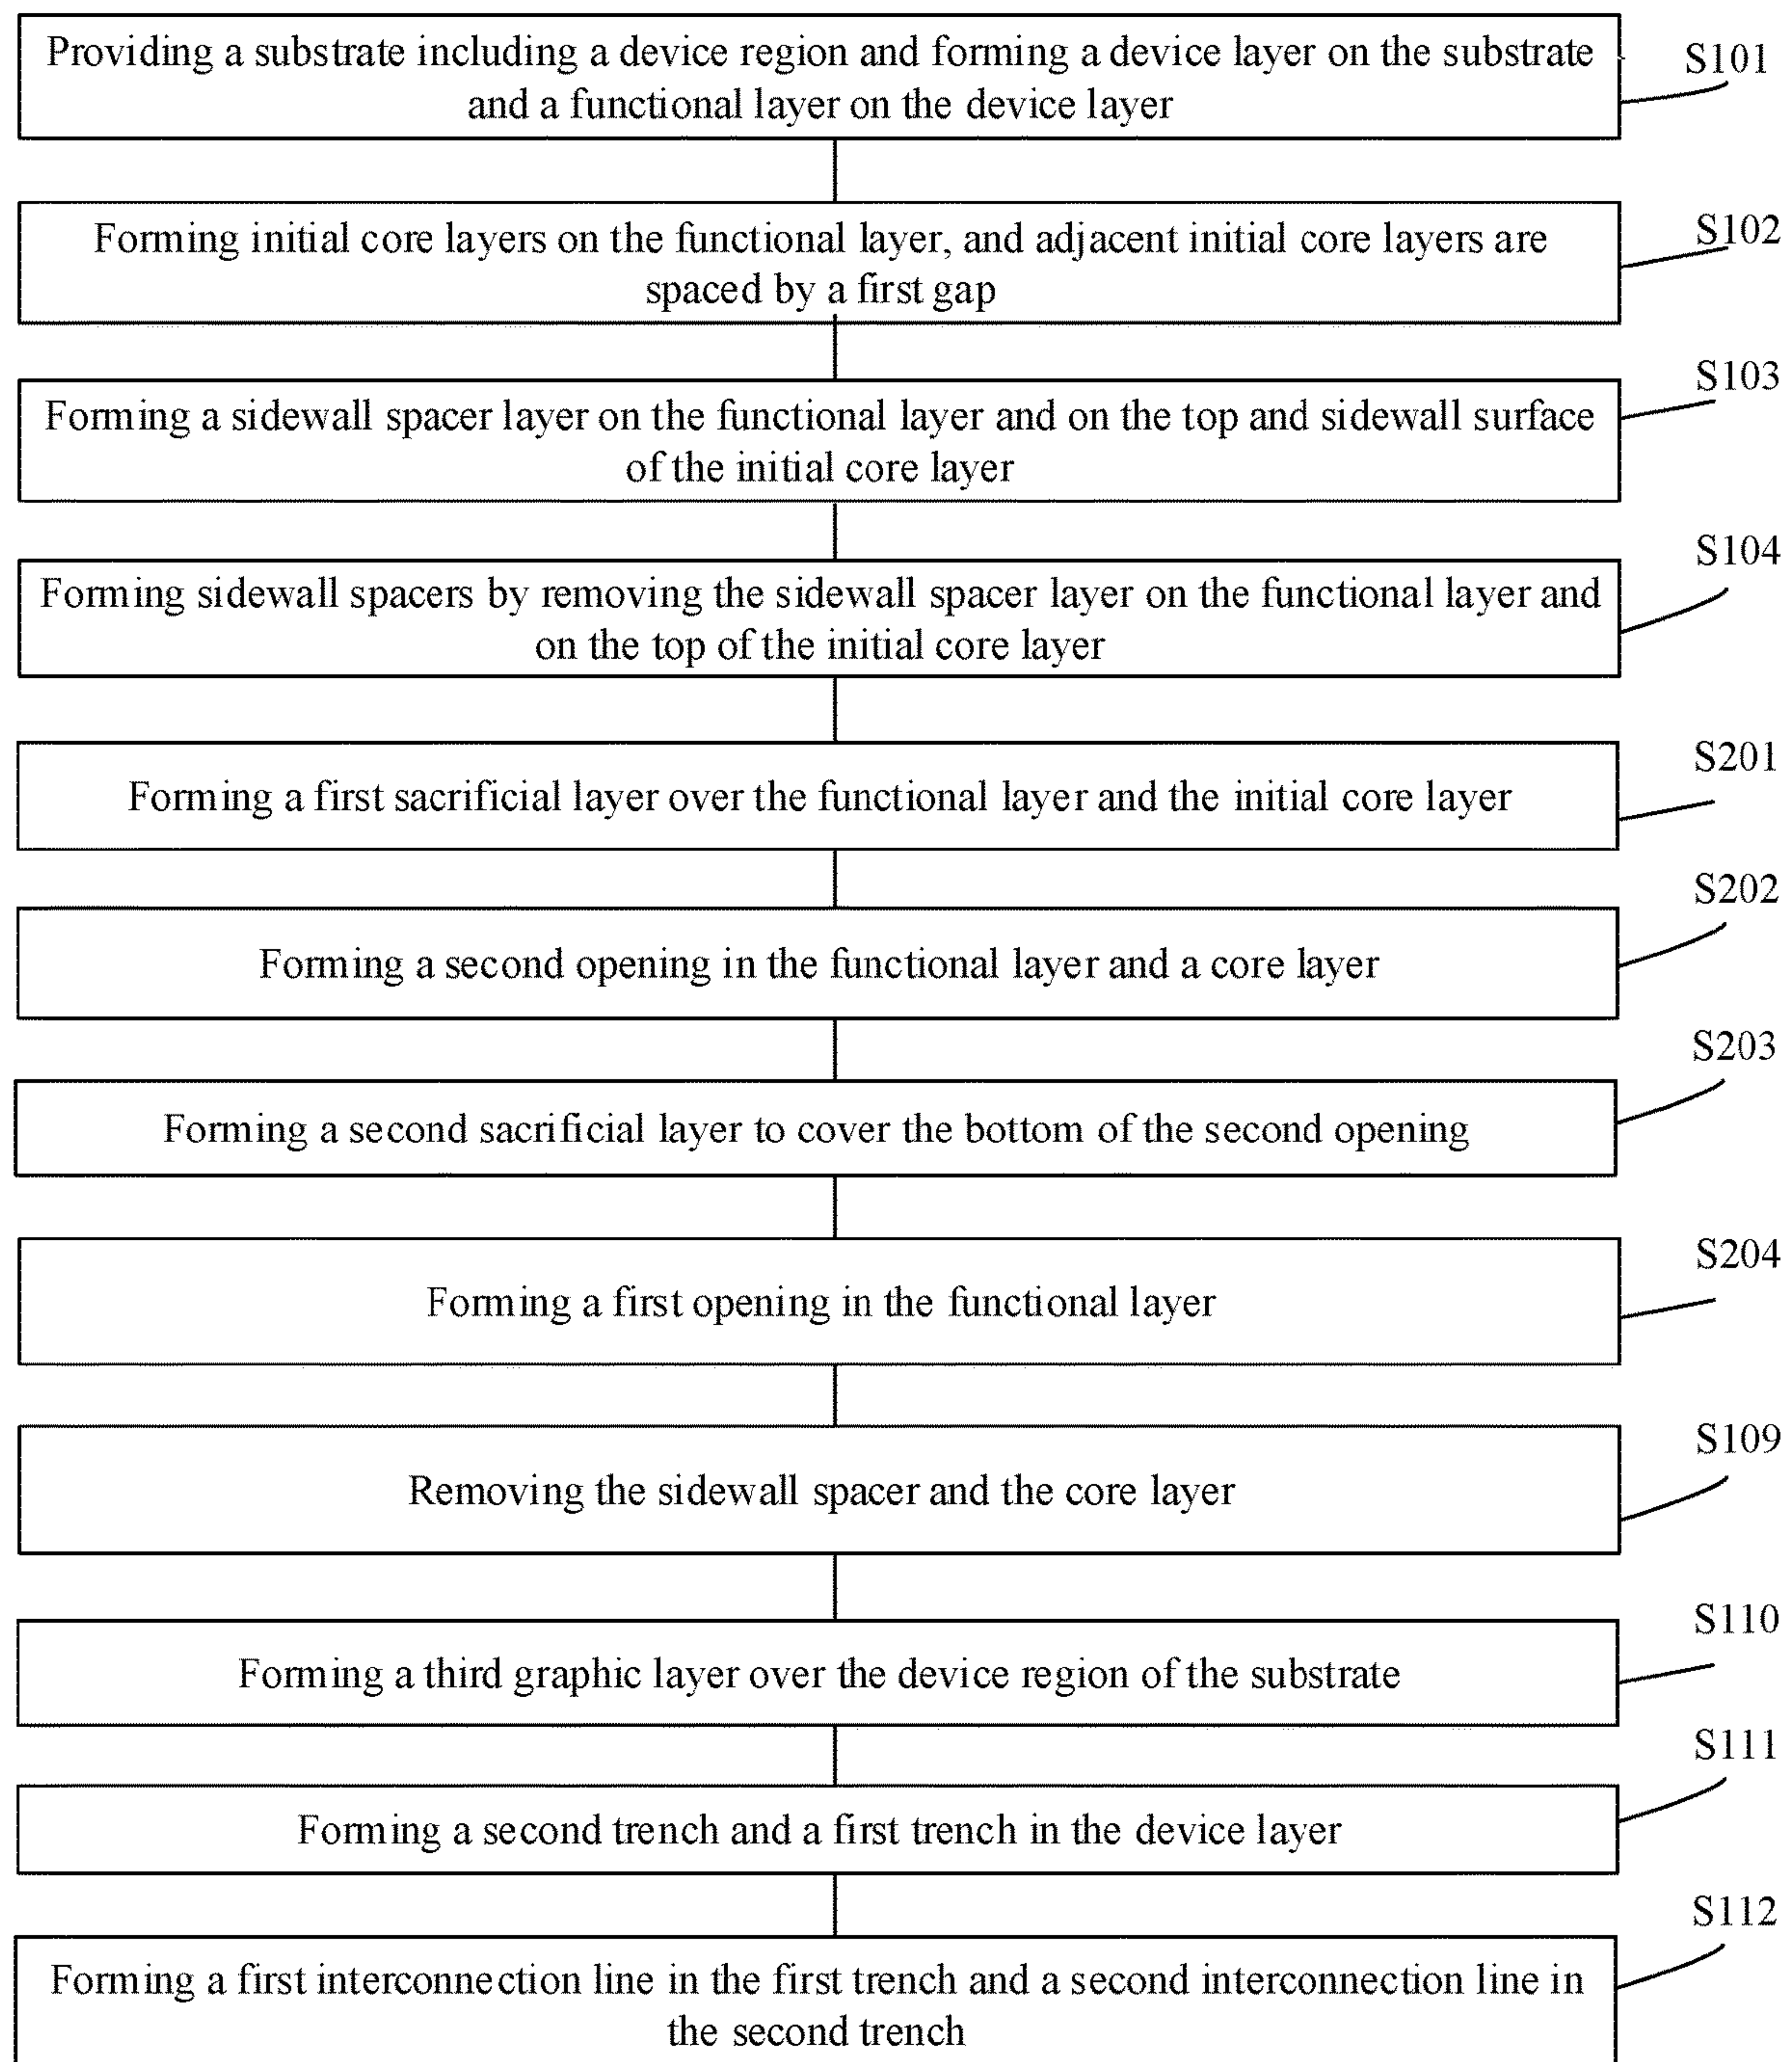 Providing a substrate including a device region and forming a device layer on the substrate
and a functional layer on the device layer
S101
Forming initial core layers on the functional layer, and adjacent initial core layers are
spaced by a first gap
S102
Forming a sidewall spacer layer on the functional layer and on the top and sidewall surface
of the initial core layer
S103
Forming sidewall spacers by removing the sidewall spacer layer on the functional layer and
on the top of the initial core layer
S104
Forming a first sacrificial layer over the functional layer and the initial core layer
S201
Forming a second opening in the functional layer and a core layer
S202
Forming a second sacrificial layer to cover the bottom of the second opening
S203
Forming a first opening in the functional layer
S204
Removing the sidewall spacer and the core layer
S109
Forming a third graphic layer over the device region of the substrate
S110
Forming a second trench and a first trench in the device layer
S111
Forming a first interconnection line in the first trench and a second interconnection line in
the second trench
S112